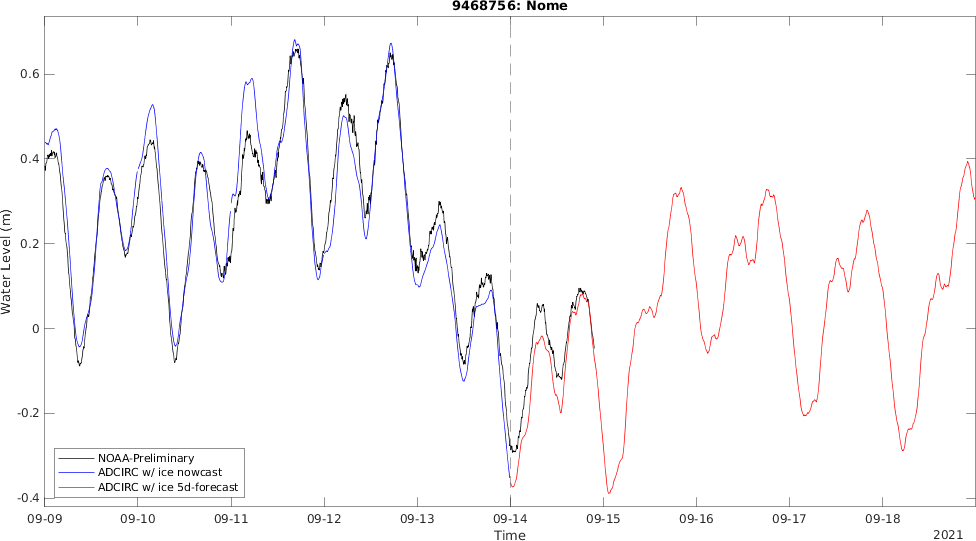 9468756: Nome
Water Level (m)
0.6
0.4
0.2
0
-0.2
-0.4
NOAA-Preliminary
ADCIRC w/ ice nowcast
ADCIRC w/ ice 5d-forecast
09-09 09-10 09-11 09-12 09-13 09-14 09-15 09-16 09-17 09-18
Time
2021